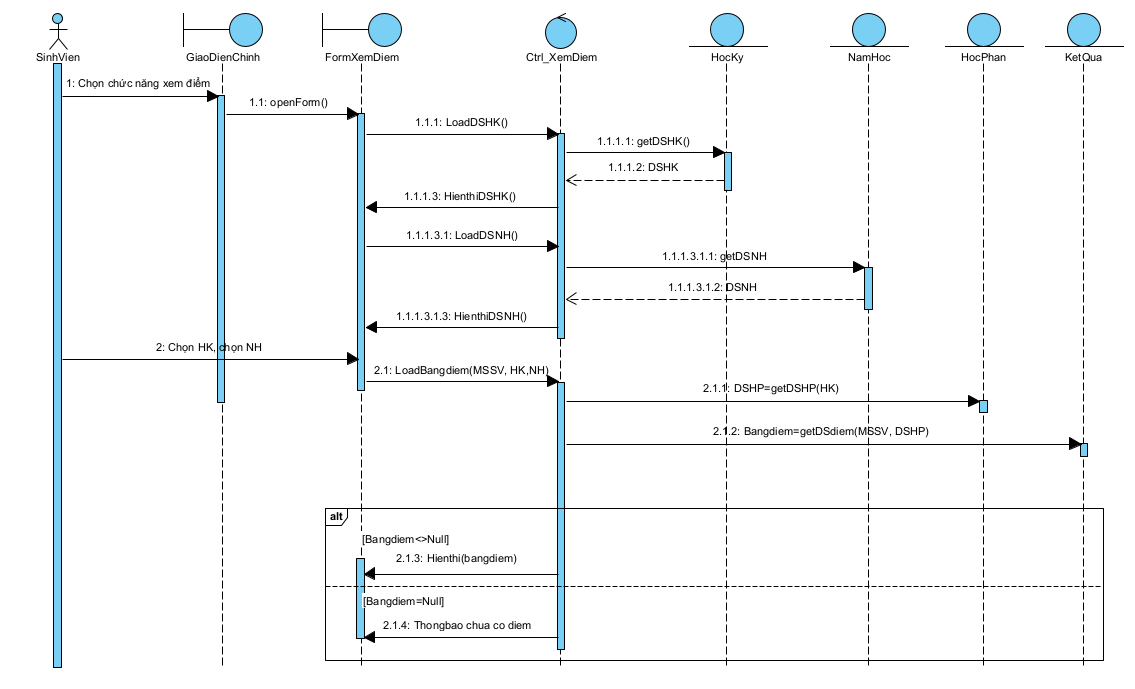 SinhVien
GiaoDienChinh
FormXemDiem
Ctrl_XemDiem
HocKy
NamHoc
HocPhan
KetQua
1: Chọn chức năng xem điểm
1.1: openForm()
1.1.1: LoadDSHK()
1.1.1.1: getDSHK()
1.1.1.2: DSHK
1.1.1.3: HienthiDSHK()
1.1.1.3.1: LoadDSNH()
1.1.1.3.1.1: getDSNH
1.1.1.3.1.2: DSNH
1.1.1.3.1.3: HienthiDSNH()
2: Chọn HK, chọn NH
2.1: LoadBangdiem(MSSV, HK,NH)
2.1.1: DSHP=getDSHP(HK)
2.1.2: Bangdiem=getDSdiem(MSSV, DSHP)
alt
[Bangdiem<>Null]
2.1.3: Hienthi(bangdiem)
[Bangdiem=Null]
2.1.4: Thongbao chua co diem